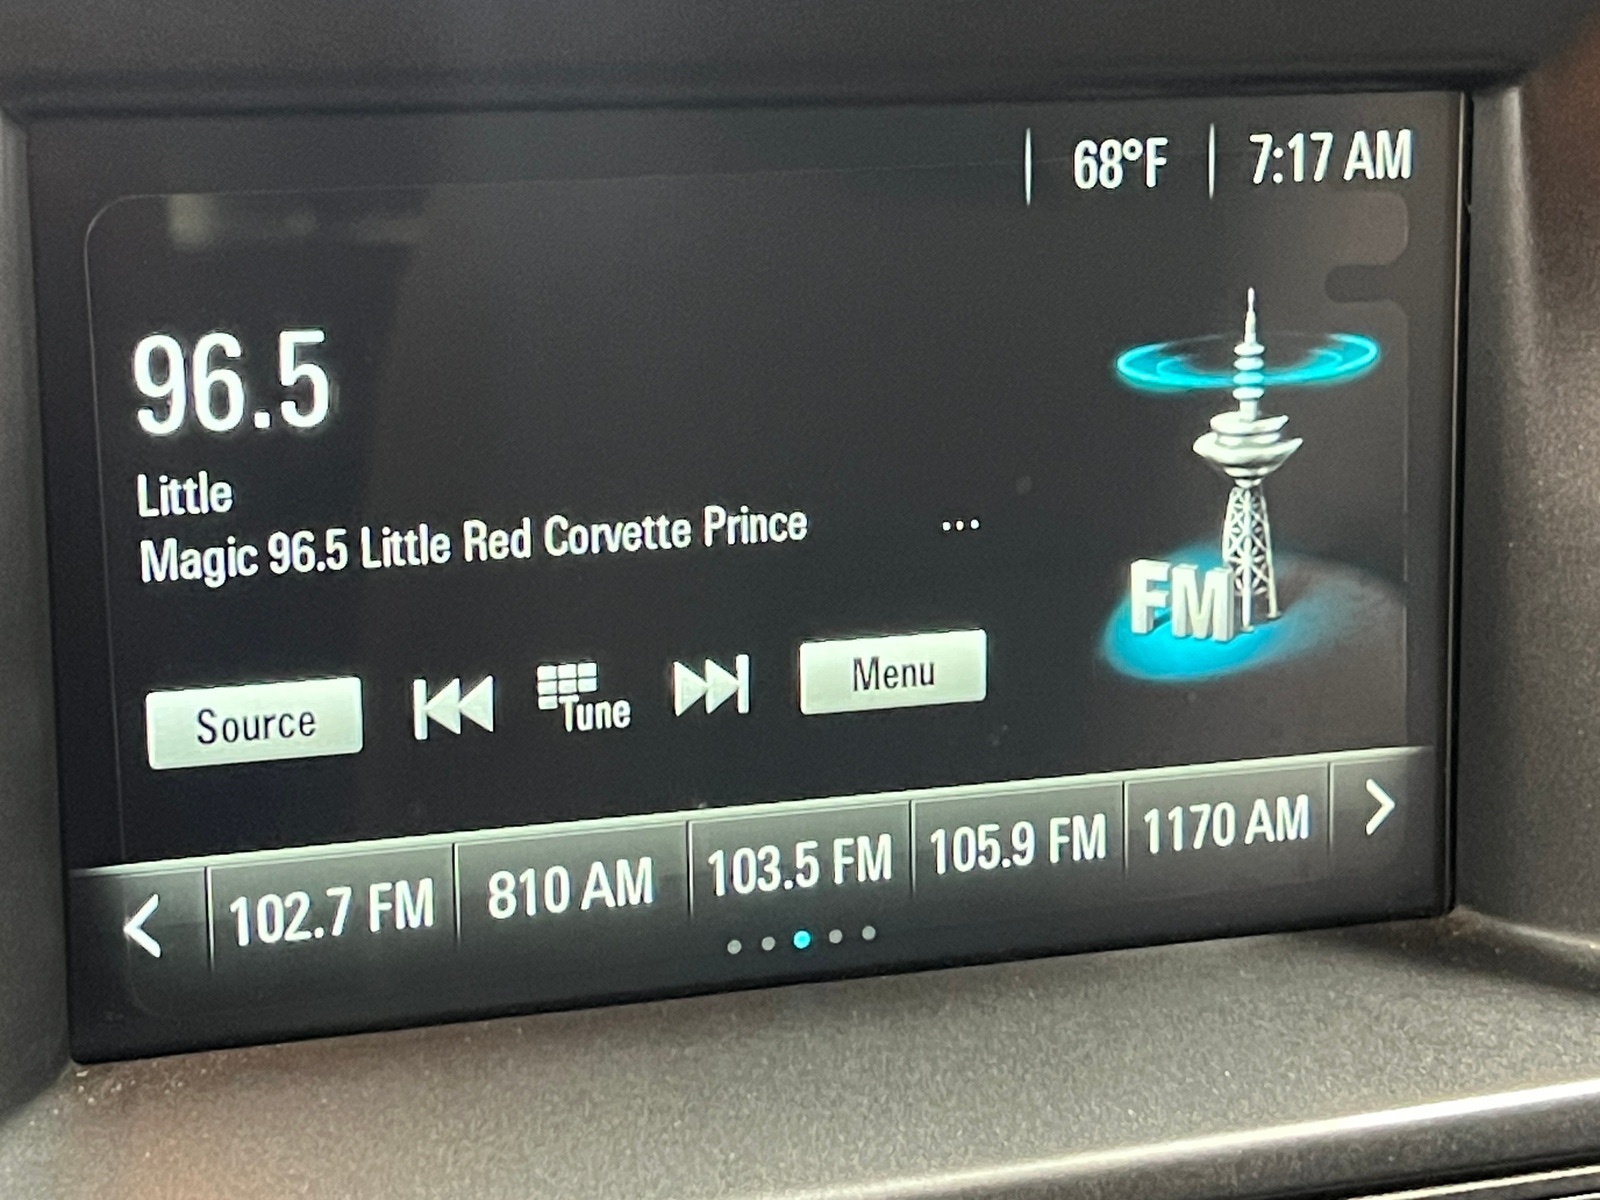 68°F 7:17 AM
96.5
Little
Magic 96.5 Little Red Corvette Prince ...
FM
Source Tune Menu
102.7 FM 810 AM 103.5 FM 105.9 FM 1170 AM